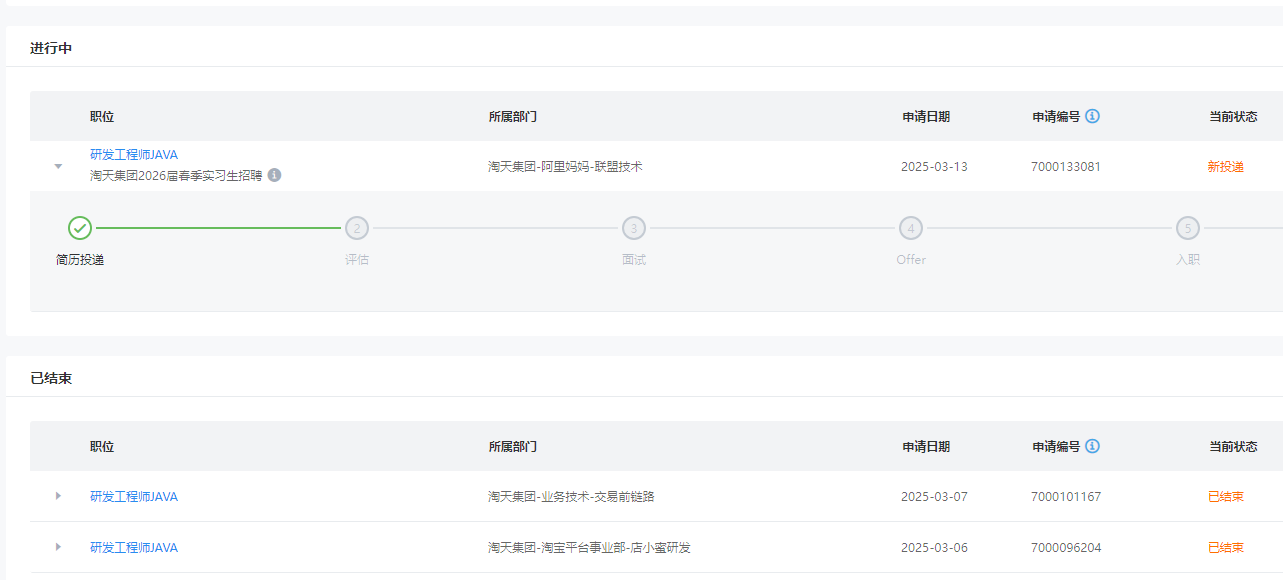 进行中
职位 所属部门 申请日期 申请编号 当前状态
研发工程师JAVA
淘天集团2026届春季实习生招聘
淘天集团-阿里妈妈-联盟技术 2025-03-13 7000133081 新投递
2 3 4 5
简历投递 评估 面试 Offer 入职
已结束
职位 所属部门 申请日期 申请编号 当前状态
研发工程师JAVA 淘天集团-业务技术-交易前链路 2025-03-07 7000101167 已结束
研发工程师JAVA 淘天集团-淘宝平台事业部-店小蜜研发 2025-03-06 7000096204 已结束